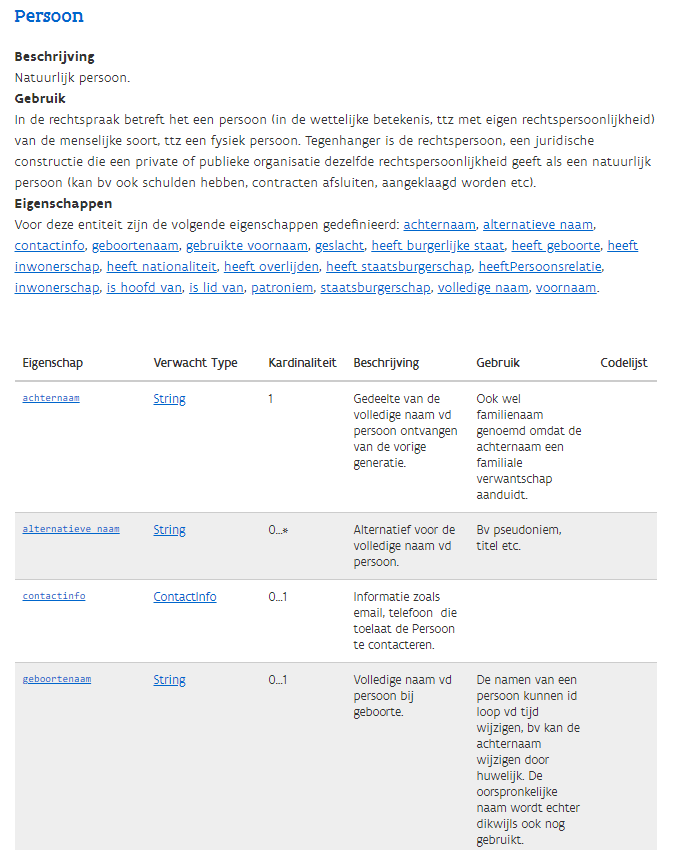 Persoon
Beschrijving
Natuurlijk persoon.
Gebruik
In de rechtspraak betreft het een persoon (in de wettelijke betekenis, ttz met eigen rechtspersoonlijkheid)
van de menselijke soort, ttz een fysiek persoon. Tegenhanger is de rechtspersoon, een juridische
constructie die een private of publieke organisatie dezelfde rechtspersoonlijkheid geeft als een natuurlijk
persoon (kan bv ook schulden hebben, contracten afsluiten, aangeklaagd worden etc).
Eigenschappen
Voor deze entiteit zijn de volgende eigenschappen gedefinieerd: achternaam, alternatieve naam,
contactinfo, geboortenaam, gebruikte voornaam, geslacht, heeft burgerlijke staat, heeft geboorte, heeft
inwonerschap, heeft nationaliteit, heeft overlijden, heeft staatsburgerschap, heeftPersoonsrelatie,
inwonerschap, is hoofd van, is lid van, patroniem, staatsburgerschap, volledige naam, voornaam.
Eigenschap Verwacht Type Kardinaliteit Beschrijving Gebruik Codelijst
achternaam String 1 Gedeelte van de Ook wel
volledige naam vd familienaam
persoon ontvangen genoemd omdat de
van de vorige achternaam een
generatie. familiale
verwantschap
aanduidt.
alternatieve naam String 0...* Alternatief voor de Bv pseudoniem,
volledige naam vd titel etc.
persoon.
contactinfo ContactInfo 0...1 Informatie zoals
email, telefoon die
toelaat de Persoon
te contacteren.
geboortenaam String 0...1 Volledige naam vd De namen van een
persoon bij persoon kunnen id
geboorte. loop vd tijd
wijzigen, bv kan de
achternaam
wijzigen door
huwelijk. De
oorspronkelijke
naam wordt echter
dikwijls ook nog
gebruikt.